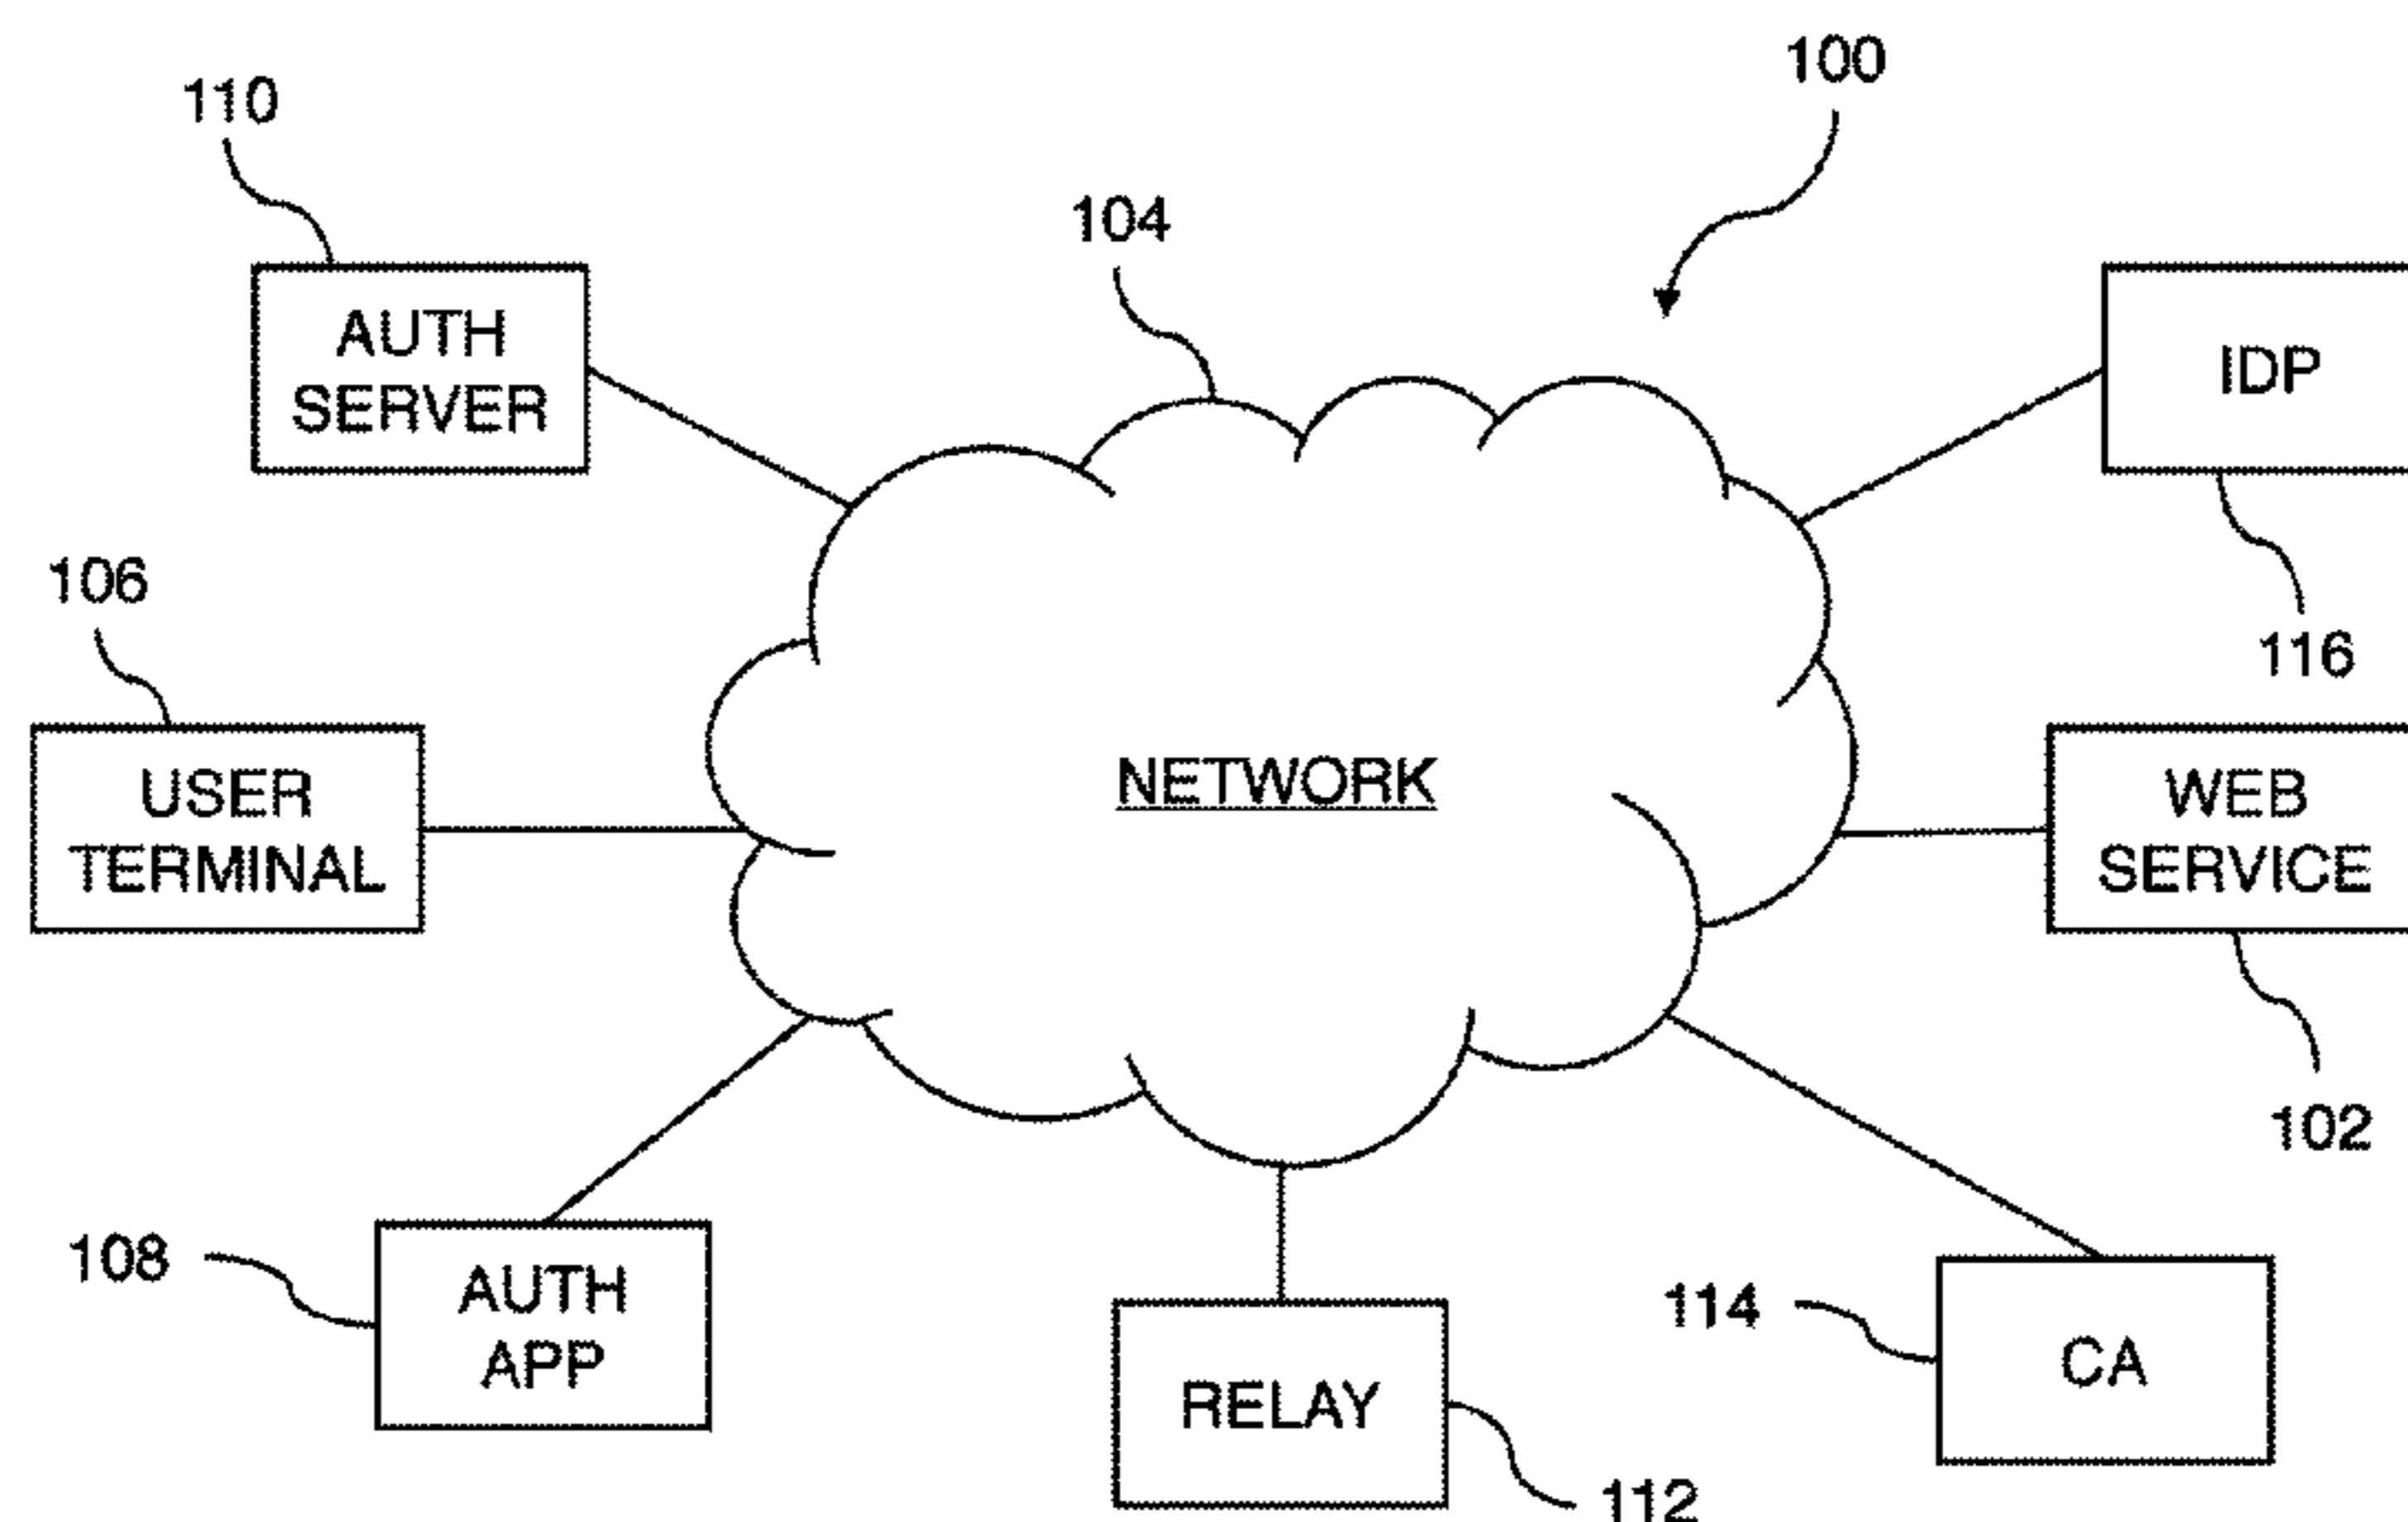 100
110
104
AUTH
SERVER
IDP
106
116
USER
TERMINAL
NETWORK
WEB
SERVICE
102
108
AUTH
APP
RELAY
112
114
CA